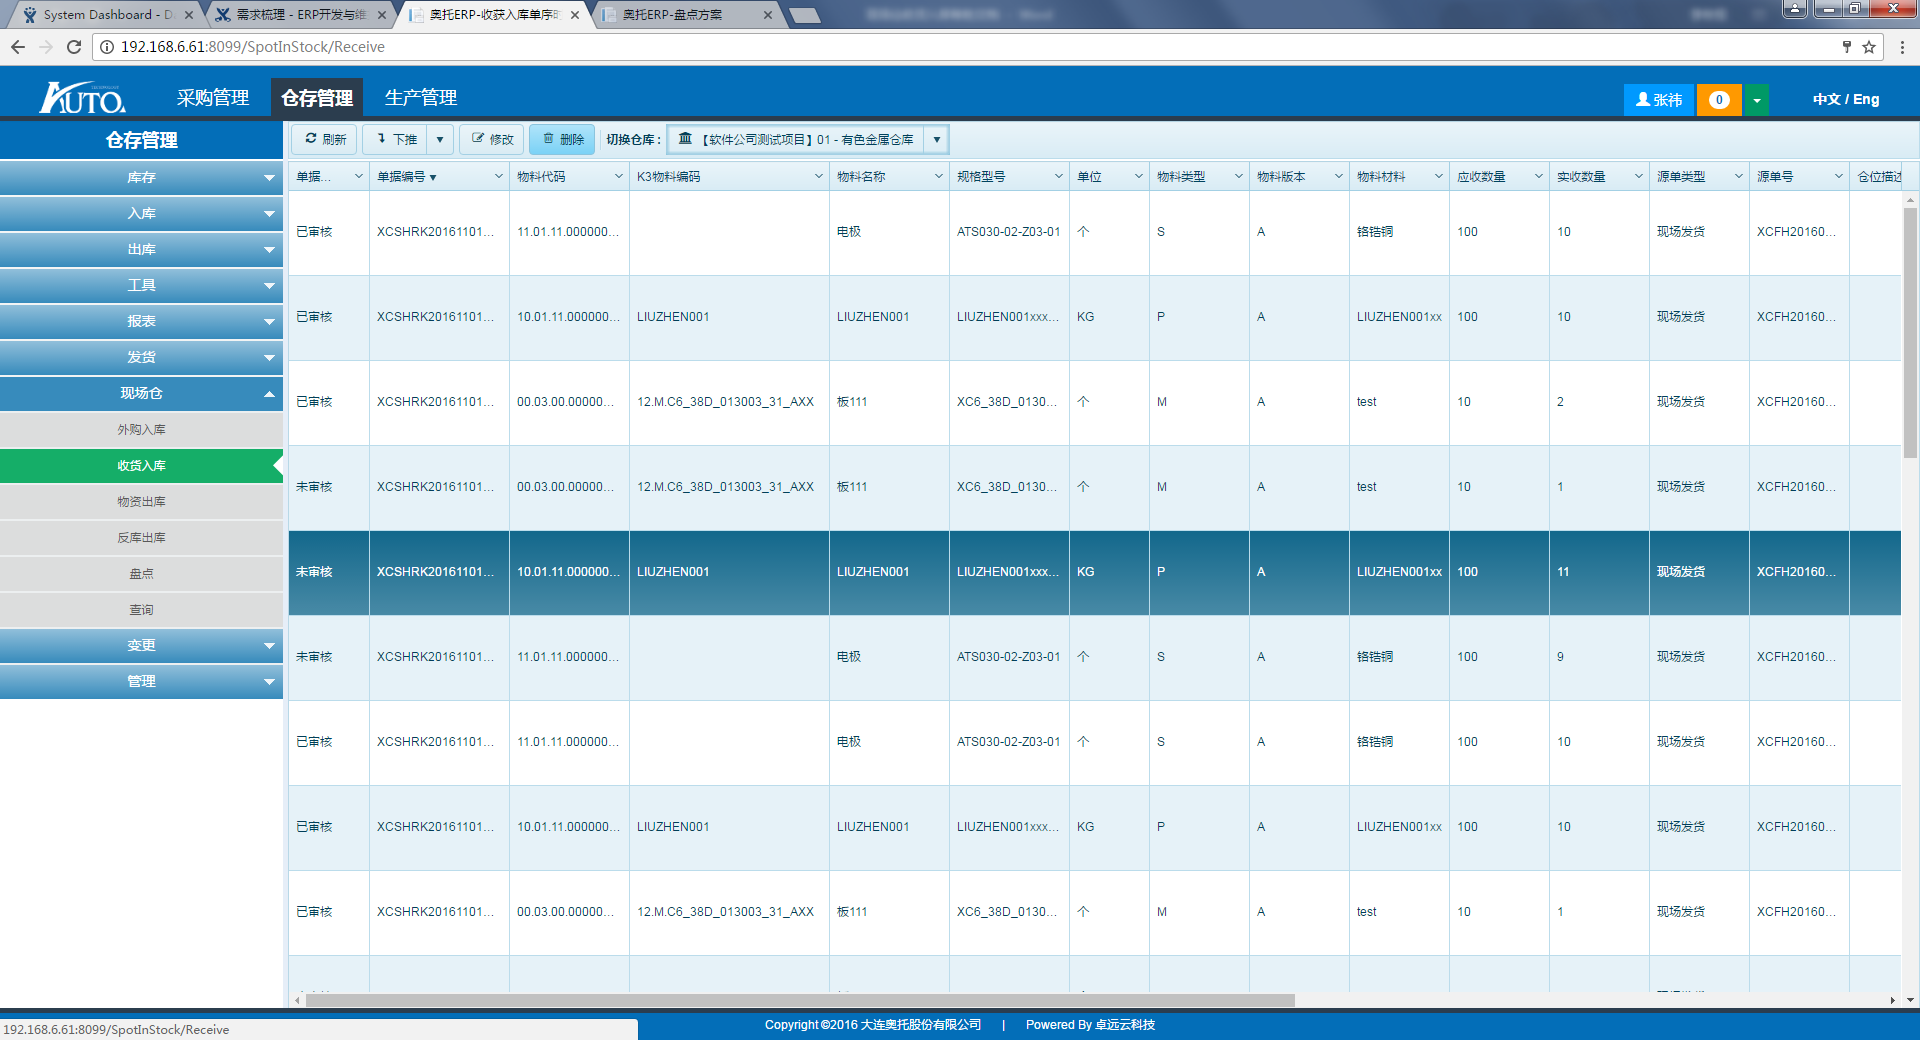 System Dashboard - D
需求梳理 - ERP开发与维
奥托ERP-收获入库单序时
奥托ERP-盘点方案
192.168.6.61:8099/SpotInStock/Receive
AUTO.
采购管理 仓存管理 生产管理
张祎 0 中文 / Eng
仓存管理
库存
入库
出库
工具
报表
发货
现场仓
外购入库
收货入库
物资出库
反库出库
盘点
查询
变更
管理
刷新 下推 修改 删除 切换仓库： 【软件公司测试项目】01 - 有色金属仓库
单据... 单据编号 物料代码 K3物料编码 物料名称 规格型号 单位 物料类型 物料版本 物料材料 应收数量 实收数量 源单类型 源单号 仓位描述
已审核 XCSHRK20161101... 11.01.11.000000... 电极 ATS030-02-Z03-01 个 S A 铬锆铜 100 10 现场发货 XCFH20160...
已审核 XCSHRK20161101... 10.01.11.000000... LIUZHEN001 LIUZHEN001 LIUZHEN001xxx... KG P A LIUZHEN001xx 100 10 现场发货 XCFH20160...
已审核 XCSHRK20161101... 00.03.00.00000... 12.M.C6_38D_013003_31_AXX 板111 XC6_38D_0130... 个 M A test 10 2 现场发货 XCFH20160...
未审核 XCSHRK20161101... 00.03.00.00000... 12.M.C6_38D_013003_31_AXX 板111 XC6_38D_0130... 个 M A test 10 1 现场发货 XCFH20160...
未审核 XCSHRK20161101... 10.01.11.000000... LIUZHEN001 LIUZHEN001 LIUZHEN001xxx... KG P A LIUZHEN001xx 100 11 现场发货 XCFH20160...
未审核 XCSHRK20161101... 11.01.11.000000... 电极 ATS030-02-Z03-01 个 S A 铬锆铜 100 9 现场发货 XCFH20160...
已审核 XCSHRK20161101... 11.01.11.000000... 电极 ATS030-02-Z03-01 个 S A 铬锆铜 100 10 现场发货 XCFH20160...
已审核 XCSHRK20161101... 10.01.11.000000... LIUZHEN001 LIUZHEN001 LIUZHEN001xxx... KG P A LIUZHEN001xx 100 10 现场发货 XCFH20160...
已审核 XCSHRK20161101... 00.03.00.00000... 12.M.C6_38D_013003_31_AXX 板111 XC6_38D_0130... 个 M A test 10 1 现场发货 XCFH20160...
192.168.6.61:8099/SpotInStock/Receive
Copyright ©2016 大连奥托股份有限公司 | Powered By 卓远云科技